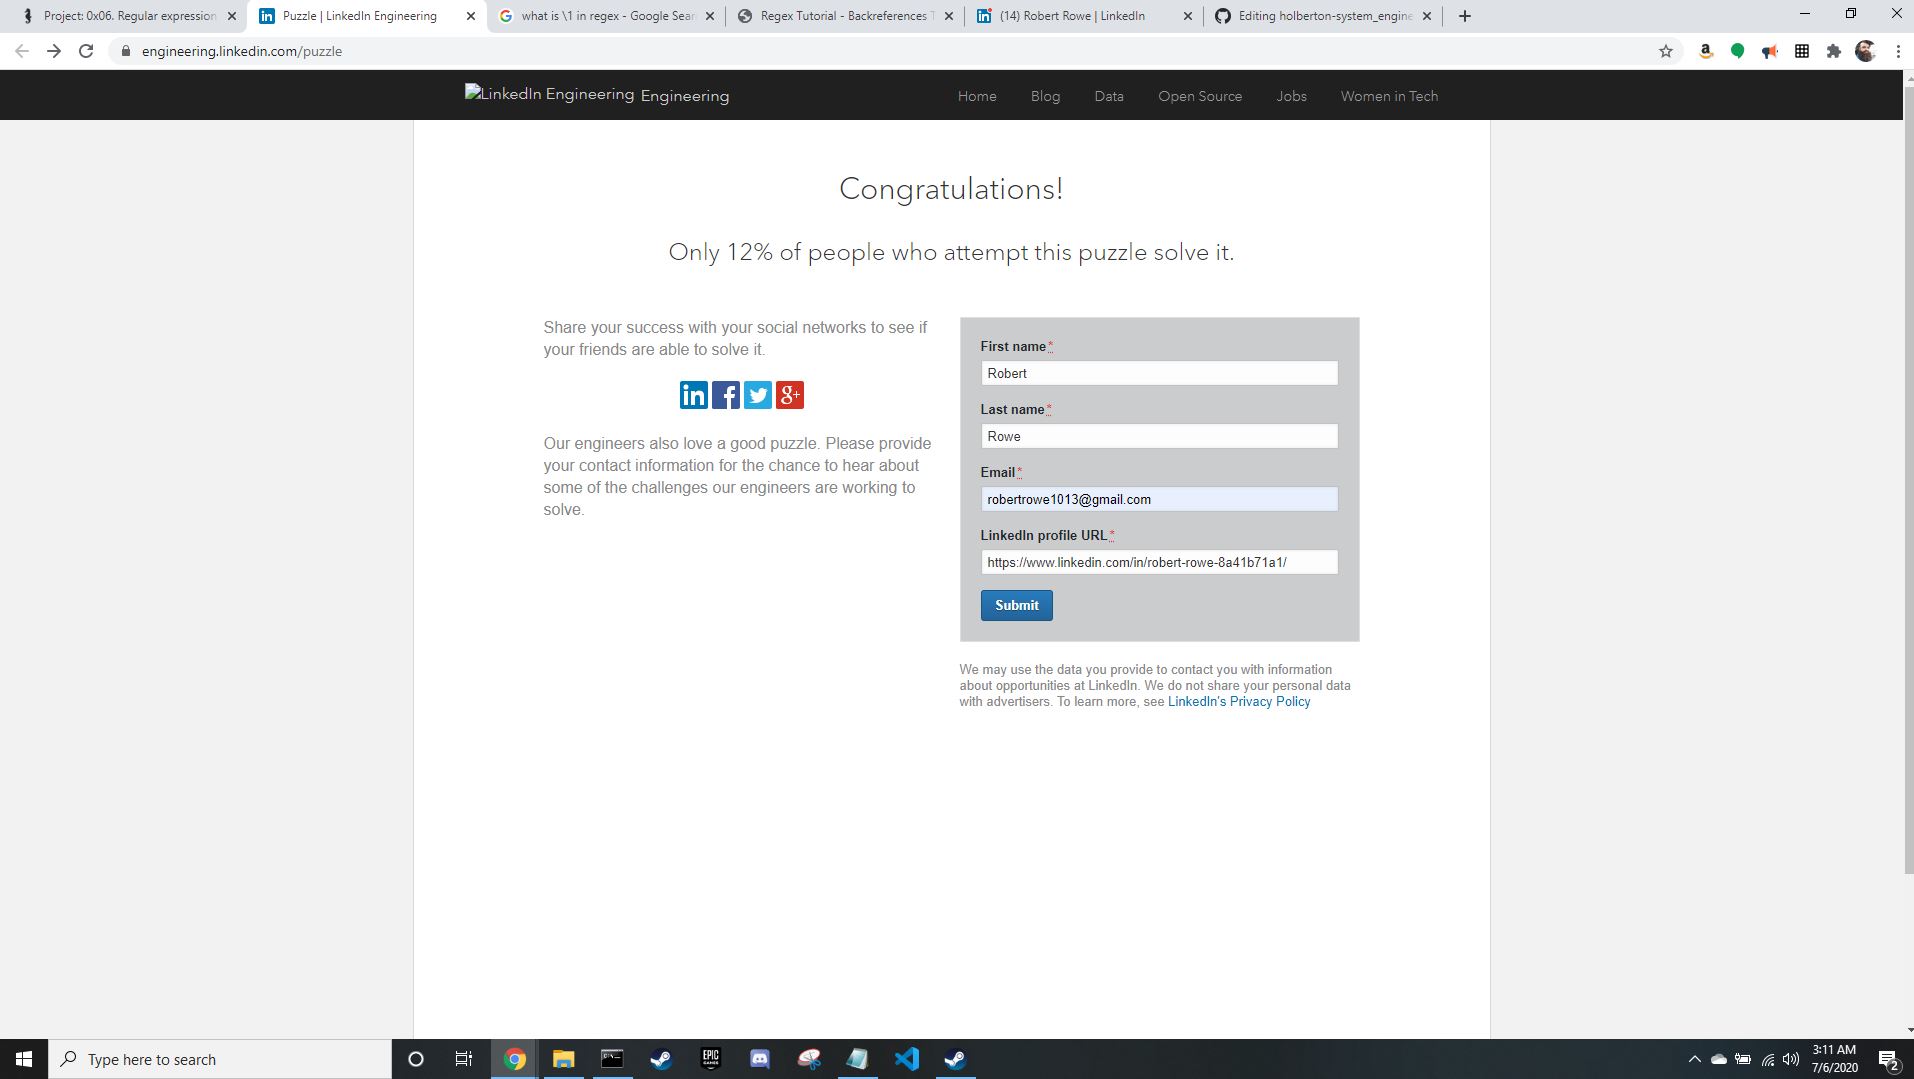 Project: 0x06. Regular expression
Puzzle | LinkedIn Engineering
what is \1 in regex - Google Sear
Regex Tutorial - Backreferences T
(14) Robert Rowe | LinkedIn
Editing holberton-system_engine
engineering.linkedin.com/puzzle
LinkedIn Engineering Engineering
Home Blog Data Open Source Jobs Women in Tech
Congratulations!
Only 12% of people who attempt this puzzle solve it.
Share your success with your social networks to see if
your friends are able to solve it.
in f g+
Our engineers also love a good puzzle. Please provide
your contact information for the chance to hear about
some of the challenges our engineers are working to
solve.
First name*
Robert
Last name*
Rowe
Email*
robertrowe1013@gmail.com
LinkedIn profile URL*
https://www.linkedin.com/in/robert-rowe-8a41b71a1/
Submit
We may use the data you provide to contact you with information
about opportunities at LinkedIn. We do not share your personal data
with advertisers. To learn more, see LinkedIn's Privacy Policy
Type here to search
EPIC
GAMES
3:11 AM
7/6/2020
2